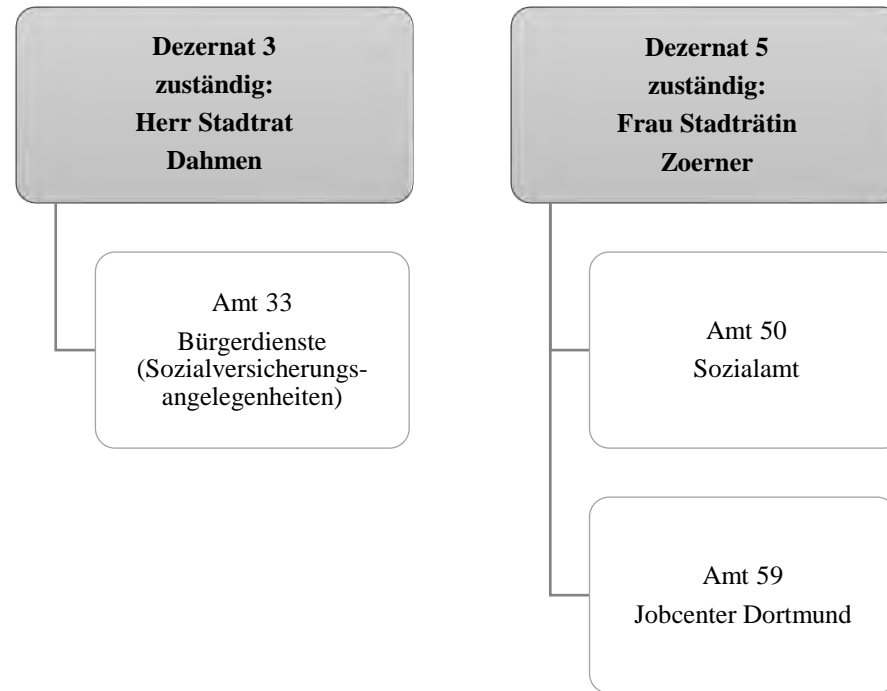 Dezernat 3
zuständig:
Herr Stadtrat
Dahmen
Amt 33
Bürgerdienste
(Sozialversicherungs-
angelegenheiten)
Dezernat 5
zuständig:
Frau Stadträtin
Zoerner
Amt 50
Sozialamt
Amt 59
Jobcenter Dortmund